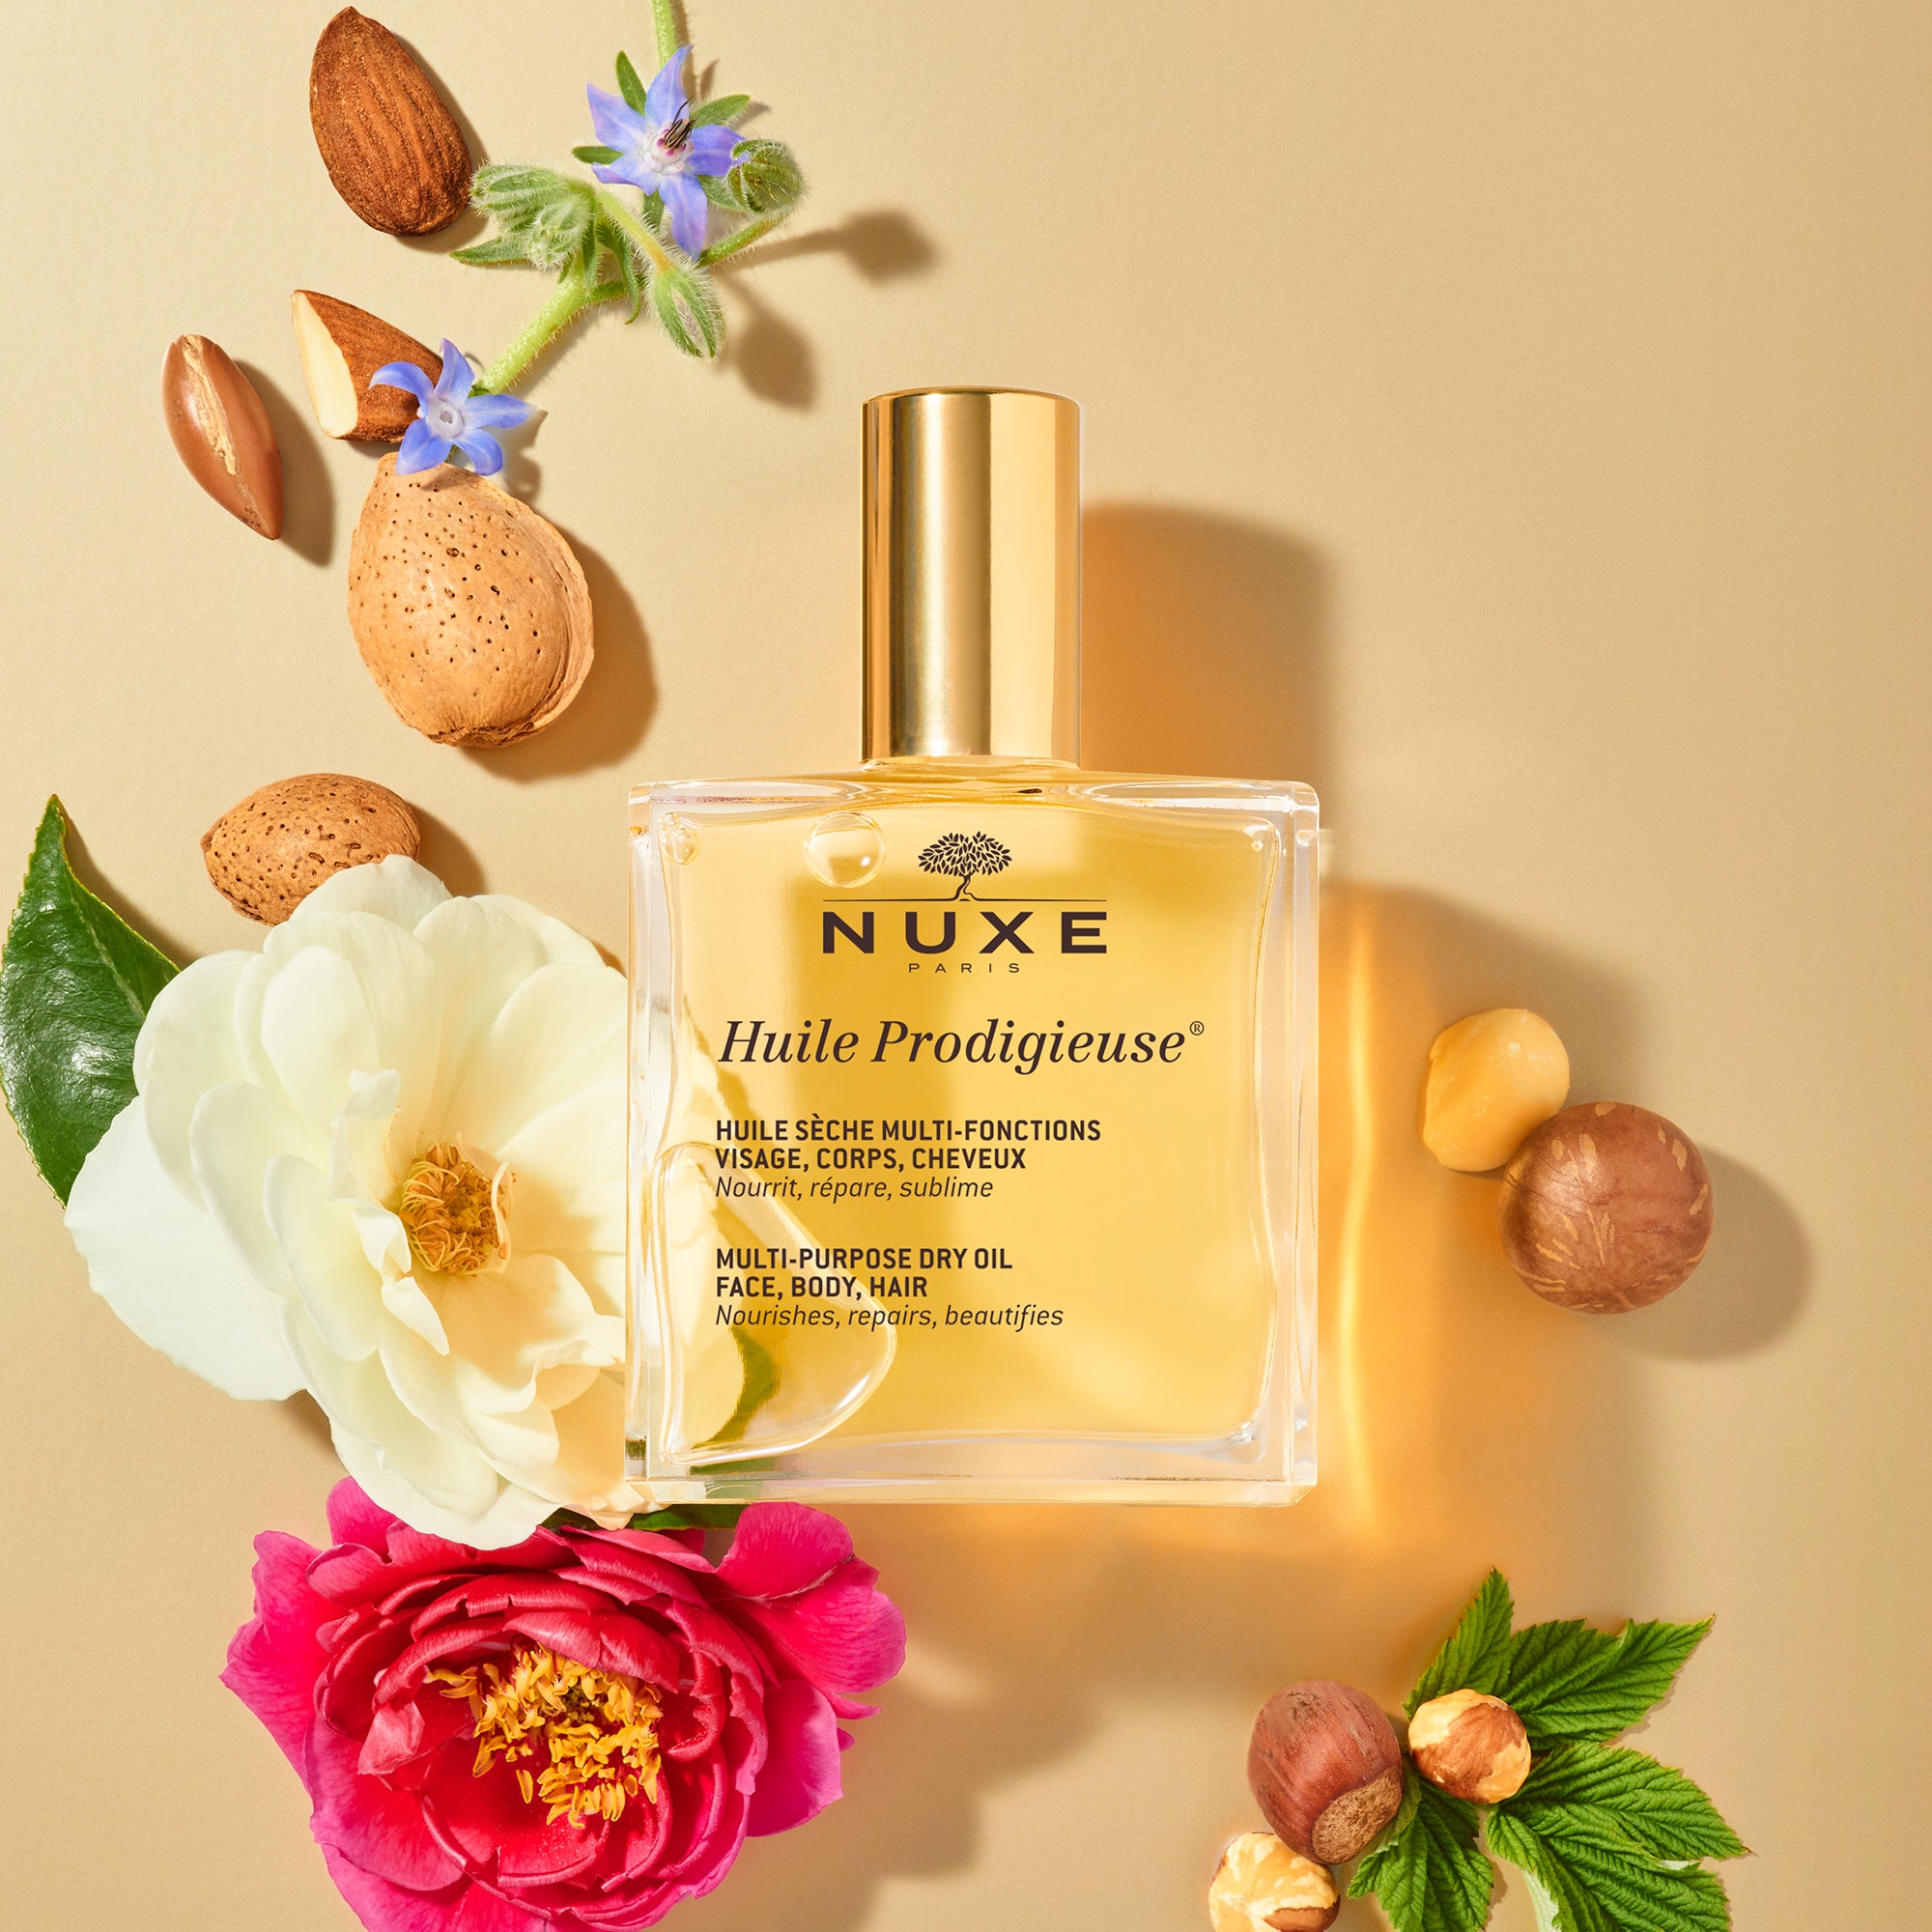 NUXE
PARIS
Huile Prodigieuse®
HUILE SÈCHE MULTI-FONCTIONS
VISAGE, CORPS, CHEVEUX
Nourrit, répare, sublime
MULTI-PURPOSE DRY OIL
FACE, BODY, HAIR
Nourishes, repairs, beautifies